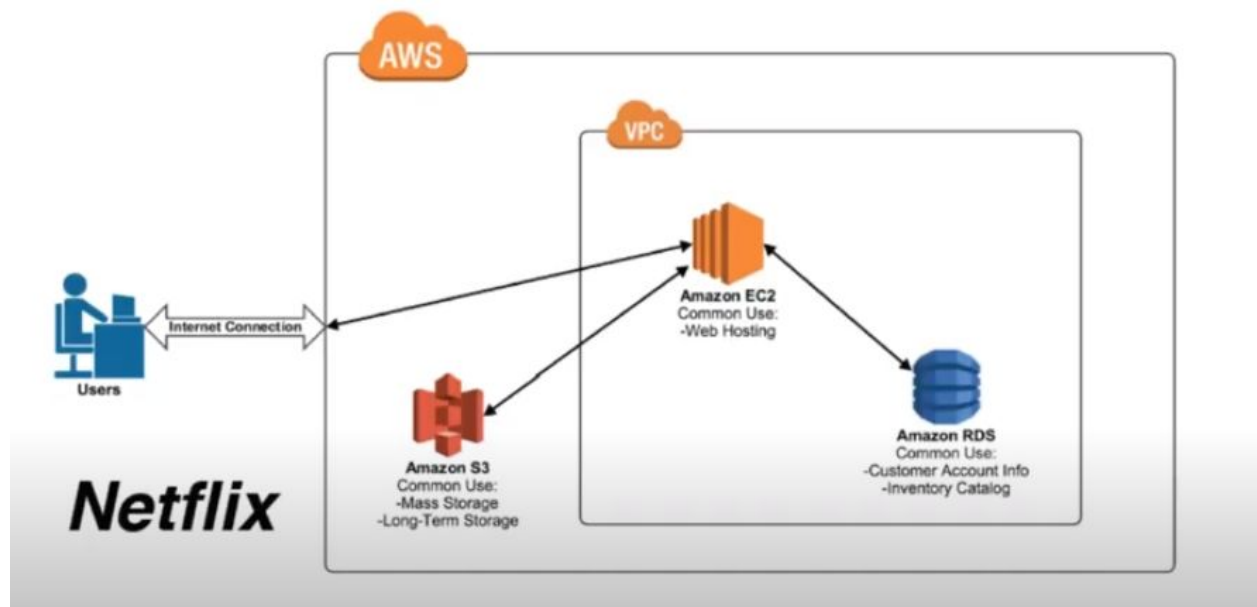 AWS
VPC
Amazon EC2
Common Use:
-Web Hosting
Internet Connection
Users
Amazon S3
Common Use:
-Mass Storage
-Long-Term Storage
Amazon RDS
Common Use:
-Customer Account Info
-Inventory Catalog
Netflix